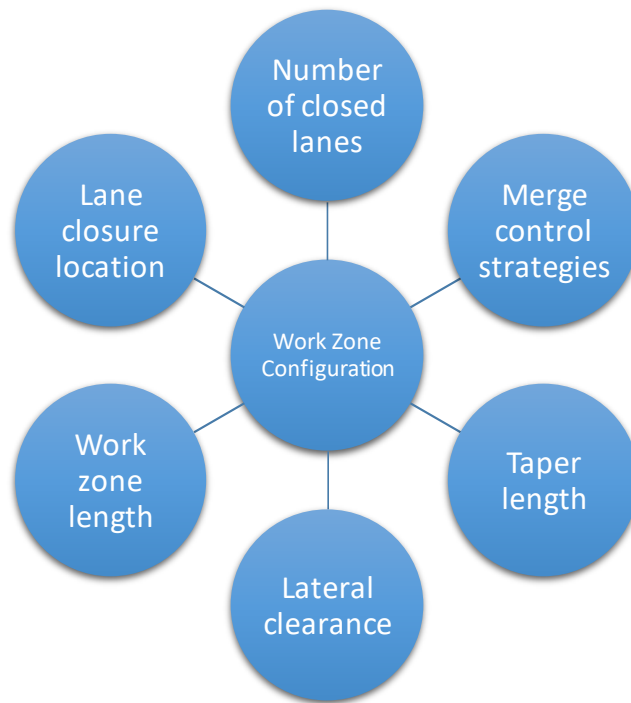 Number
of closed
lanes
Merge
control
strategies
Taper
length
Lateral
clearance
Work
zone
length
Lane
closure
location
Work Zone
Configuration